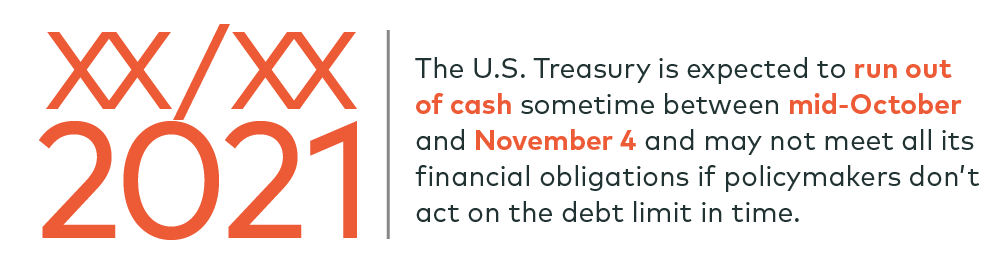 XX/XX
2021
The U.S. Treasury is expected to run out
of cash sometime between mid-October
and November 4 and may not meet all its
financial obligations if policymakers don’t
act on the debt limit in time.